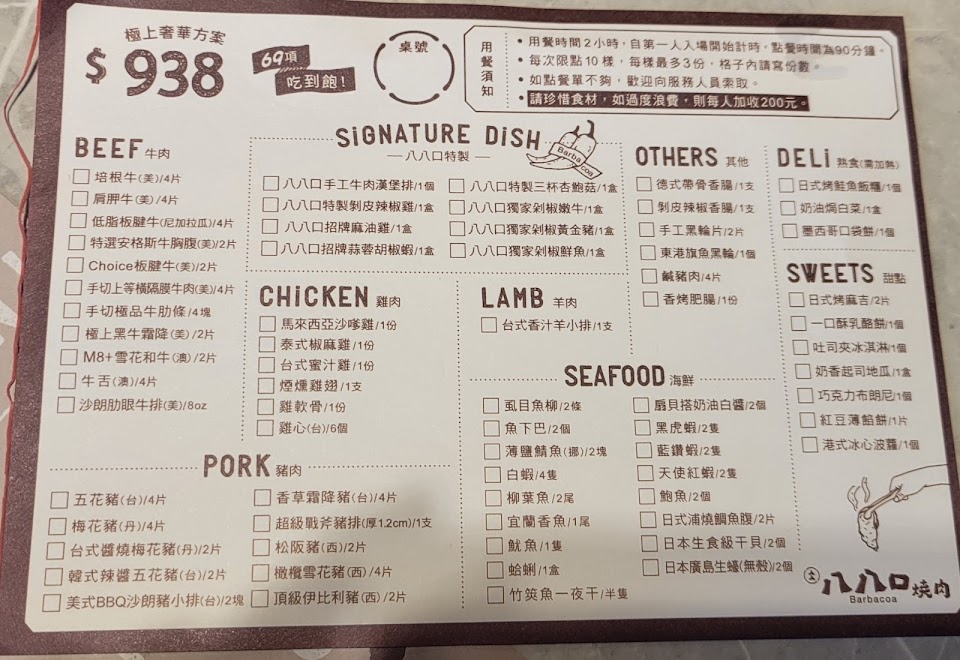 極上奢華方案
$ 938
69項
吃到飽!
桌號
用餐須知
• 用餐時間2小時，自第一人入場開始計時，點餐時間為90分鐘。
• 每次限點10樣，每樣最多3份，格子內請寫份數。
• 如點餐單不夠，歡迎向服務人員索取。
• 請珍惜食材，如過度浪費，則每人加收200元。
BEEF 牛肉
培根牛(美)/4片
肩胛牛(美)/4片
低脂板腱牛(尼加拉瓜)/4片
特選安格斯牛胸腹(美)/2片
Choice板腱牛(美)/2片
手切上等橫隔膜牛肉(美)/4片
手切極品牛肋條/4塊
極上黑牛霜降(美)/2片
M8+雪花和牛(澳)/2片
牛舌(澳)/4片
沙朗肋眼牛排(美)/8oz
SiGNATURE DiSH
八八口特製
Barbacoa
八八口手工牛肉漢堡排/1個
八八口特製剝皮辣椒雞/1盒
八八口招牌麻油雞/1盒
八八口招牌蒜蓉胡椒蝦/1盒
八八口特製三杯杏鮑菇/1盒
八八口獨家剁椒嫩牛/1盒
八八口獨家剁椒黃金豬/1盒
八八口獨家剁椒鮮魚/1盒
CHiCKEN 雞肉
馬來西亞沙嗲雞/1份
泰式椒麻雞/1份
台式蜜汁雞/1份
煙燻雞翅/1支
雞軟骨/1份
雞心(台)/6個
LAMB 羊肉
台式香汁羊小排/1支
OTHERS 其他
德式帶骨香腸/1支
剝皮辣椒香腸/1支
手工黑輪片/2片
東港旗魚黑輪/1個
鹹豬肉/4片
香烤肥腸/1份
DELi 熟食(需加熱)
日式烤鮭魚飯糰/1個
奶油焗白菜/1盒
墨西哥口袋餅/1個
SWEETS 甜點
日式烤麻吉/2片
一口酥乳酪餅/1個
吐司夾冰淇淋/1個
奶香起司地瓜/1盒
巧克力布朗尼/1個
紅豆薄餡餅/1片
港式冰心波蘿/1個
SEAFOOD 海鮮
虱目魚柳/2條
魚下巴/2個
薄鹽鯖魚(挪)/2塊
白蝦/4隻
柳葉魚/2尾
宜蘭香魚/1尾
魷魚/1隻
蛤蜊/1盒
竹筴魚一夜干/半隻
扇貝搭奶油白醬/2個
黑虎蝦/2隻
藍鑽蝦/2隻
天使紅蝦/2隻
鮑魚/2個
日式浦燒鯛魚腹/2片
日本生食級干貝/2個
日本廣島生蠔(無殼)/2個
PORK 豬肉
五花豬(台)/4片
梅花豬(丹)/4片
台式醬燒梅花豬(丹)/2片
韓式辣醬五花豬(台)/2片
美式BBQ沙朗豬小排(台)/2塊
香草霜降豬(台)/4片
超級戰斧豬排(厚1.2cm)/1支
松阪豬(西)/2片
橄欖雪花豬(西)/4片
頂級伊比利豬(西)/2片
八八口燒肉
Barbacoa